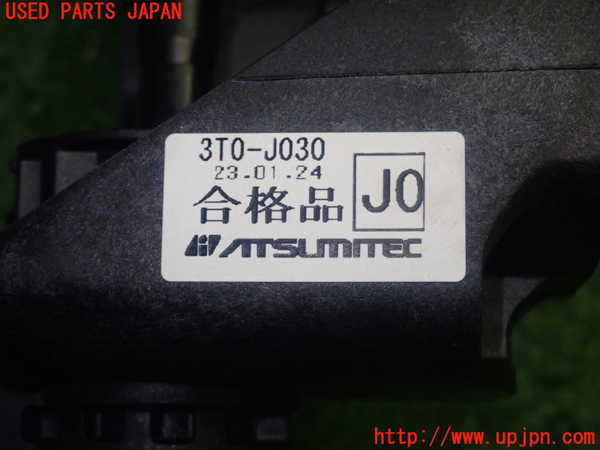 USED PARTS JAPAN
3T0-J030
23.01.24
合格品
J0
ATSUMITEC
http://www.upjpn.com/